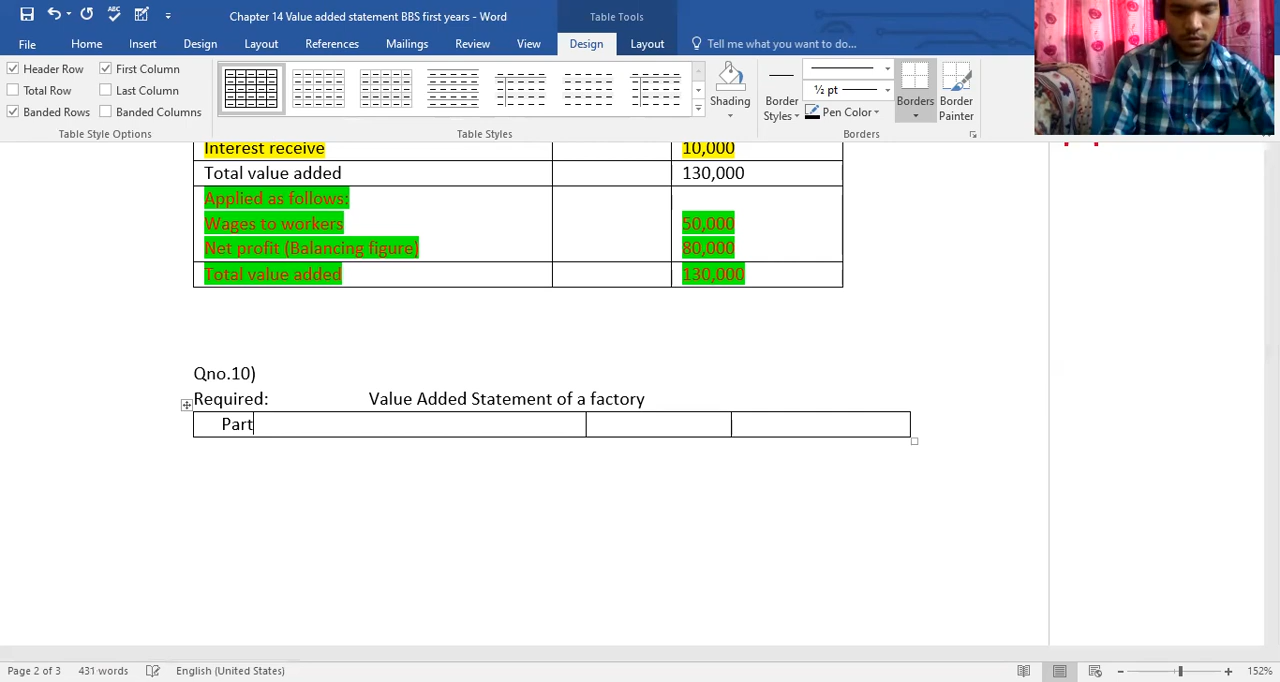 Chapter 14 Value added statement BBS first years - Word
Table Tools
File Home Insert Design Layout References Mailings Review View Design Layout Tell me what you want to do...
Header Row First Column
Total Row Last Column
Banded Rows Banded Columns
Table Style Options
Table Styles
Shading
Border Styles
½ pt
Pen Color
Borders
Border Painter
Borders
Interest receive 10,000
Total value added 130,000
Applied as follows:
Wages to workers 50,000
Net profit (Balancing figure) 80,000
Total value added 130,000
Qno.10)
Required: Value Added Statement of a factory
Part
Page 2 of 3 431 words English (United States) 152%